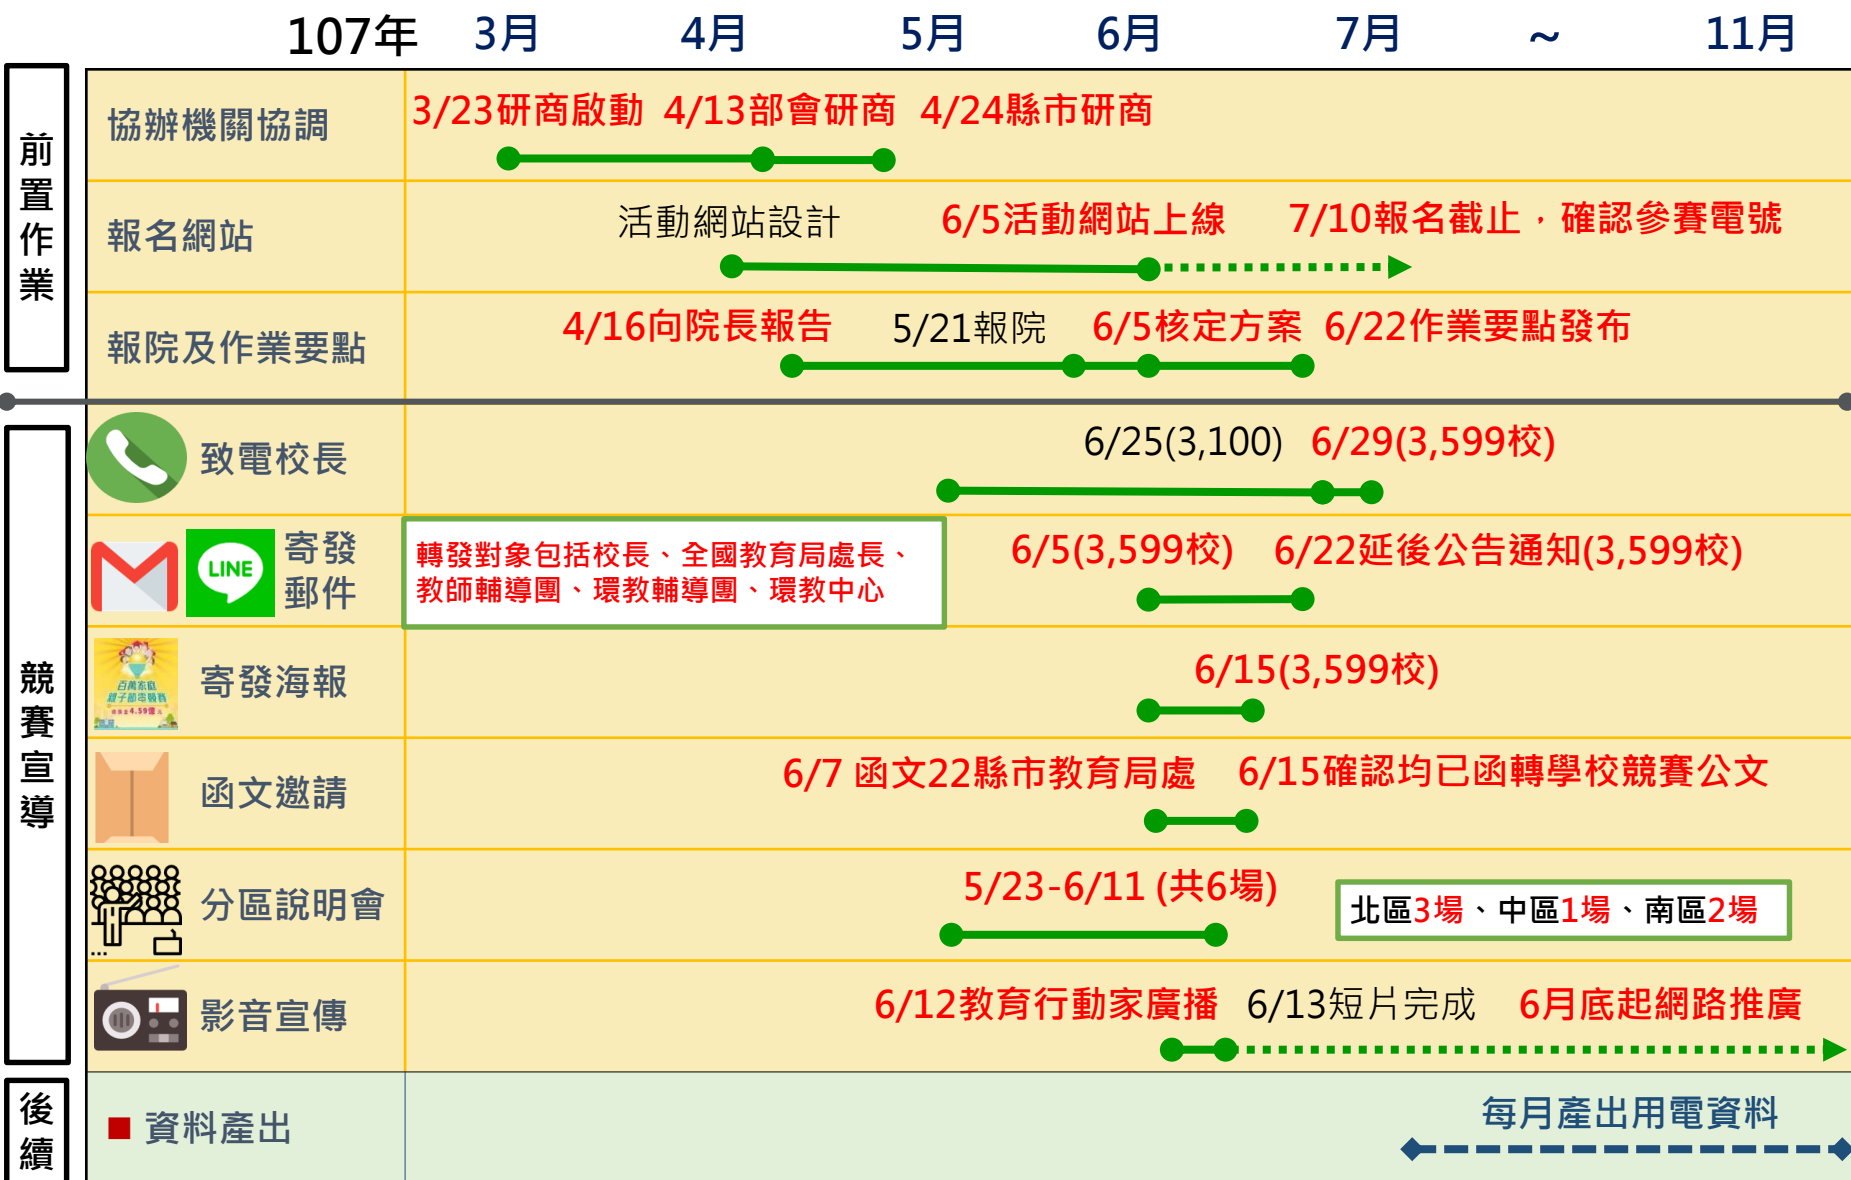 107年 3月 4月 5月 6月 7月 ~ 11月
前置作業
協辦機關協調
3/23研商啟動 4/13部會研商 4/24縣市研商
報名網站
活動網站設計 6/5活動網站上線 7/10報名截止，確認參賽電號
報院及作業要點
4/16向院長報告 5/21報院 6/5核定方案 6/22作業要點發布
競賽宣導
致電校長
6/25(3,100) 6/29(3,599校)
LINE
寄發
郵件
轉發對象包括校長、全國教育局處長、
教師輔導團、環教輔導團、環教中心
6/5(3,599校) 6/22延後公告通知(3,599校)
百萬家庭
親子節電競賽
4.59億
寄發海報
6/15(3,599校)
函文邀請
6/7 函文22縣市教育局處 6/15確認均已函轉學校競賽公文
分區說明會
5/23-6/11 (共6場)
北區3場、中區1場、南區2場
影音宣傳
6/12教育行動家廣播 6/13短片完成 6月底起網路推廣
後續
■ 資料產出
每月產出用電資料